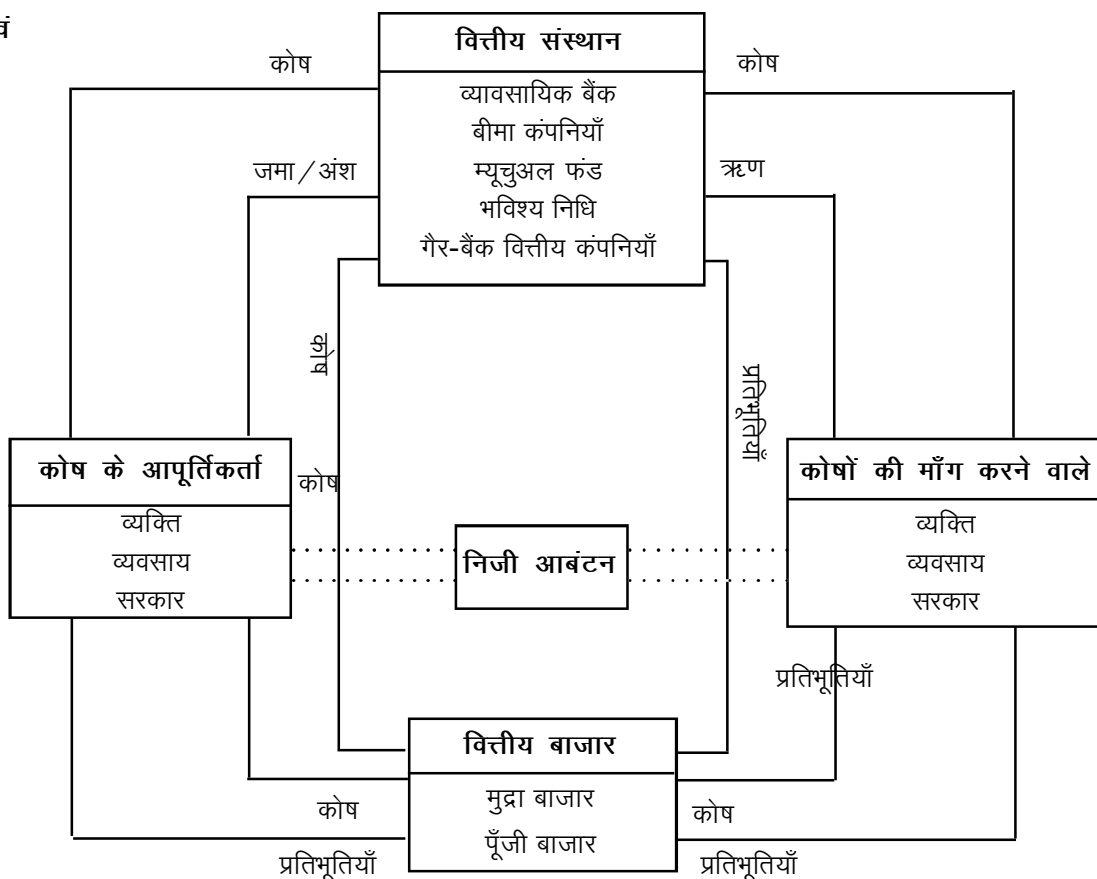 वं
वित्तीय संस्थान
कोष
कोष
व्यावसायिक बैंक
बीमा कंपनियाँ
जमा/अंश
म्यूचुअल फंड
ऋण
भविश्य निधि
गैर-बैंक वित्तीय कंपनियाँ
कोष
प्रतिभूतियाँ
कोष के आपूर्तिकर्ता
कोष
कोषों की माँग करने वाले
व्यक्ति
व्यवसाय
सरकार
निजी आबंटन
व्यक्ति
व्यवसाय
सरकार
प्रतिभूतियाँ
वित्तीय बाजार
मुद्रा बाजार
कोष
कोष
पूँजी बाजार
प्रतिभूतियाँ
प्रतिभूतियाँ